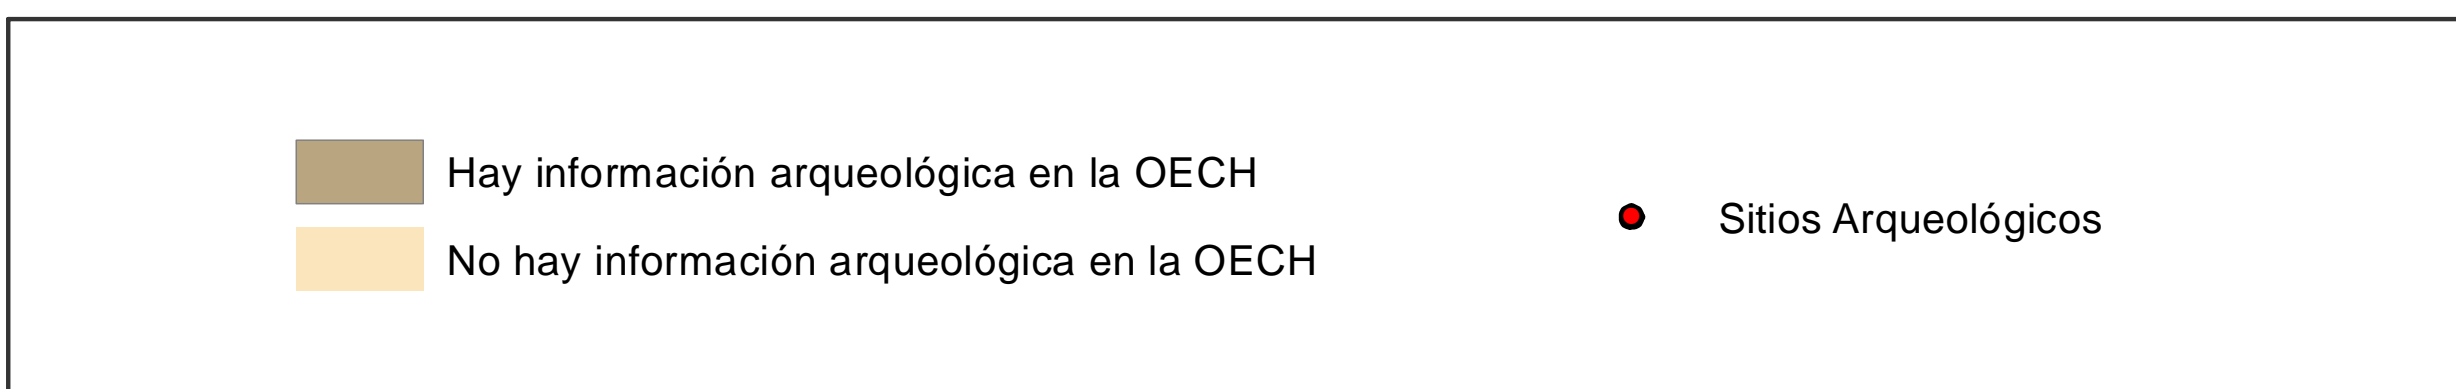 Hay información arqueológica en la OECH
No hay información arqueológica en la OECH
Sitios Arqueológicos